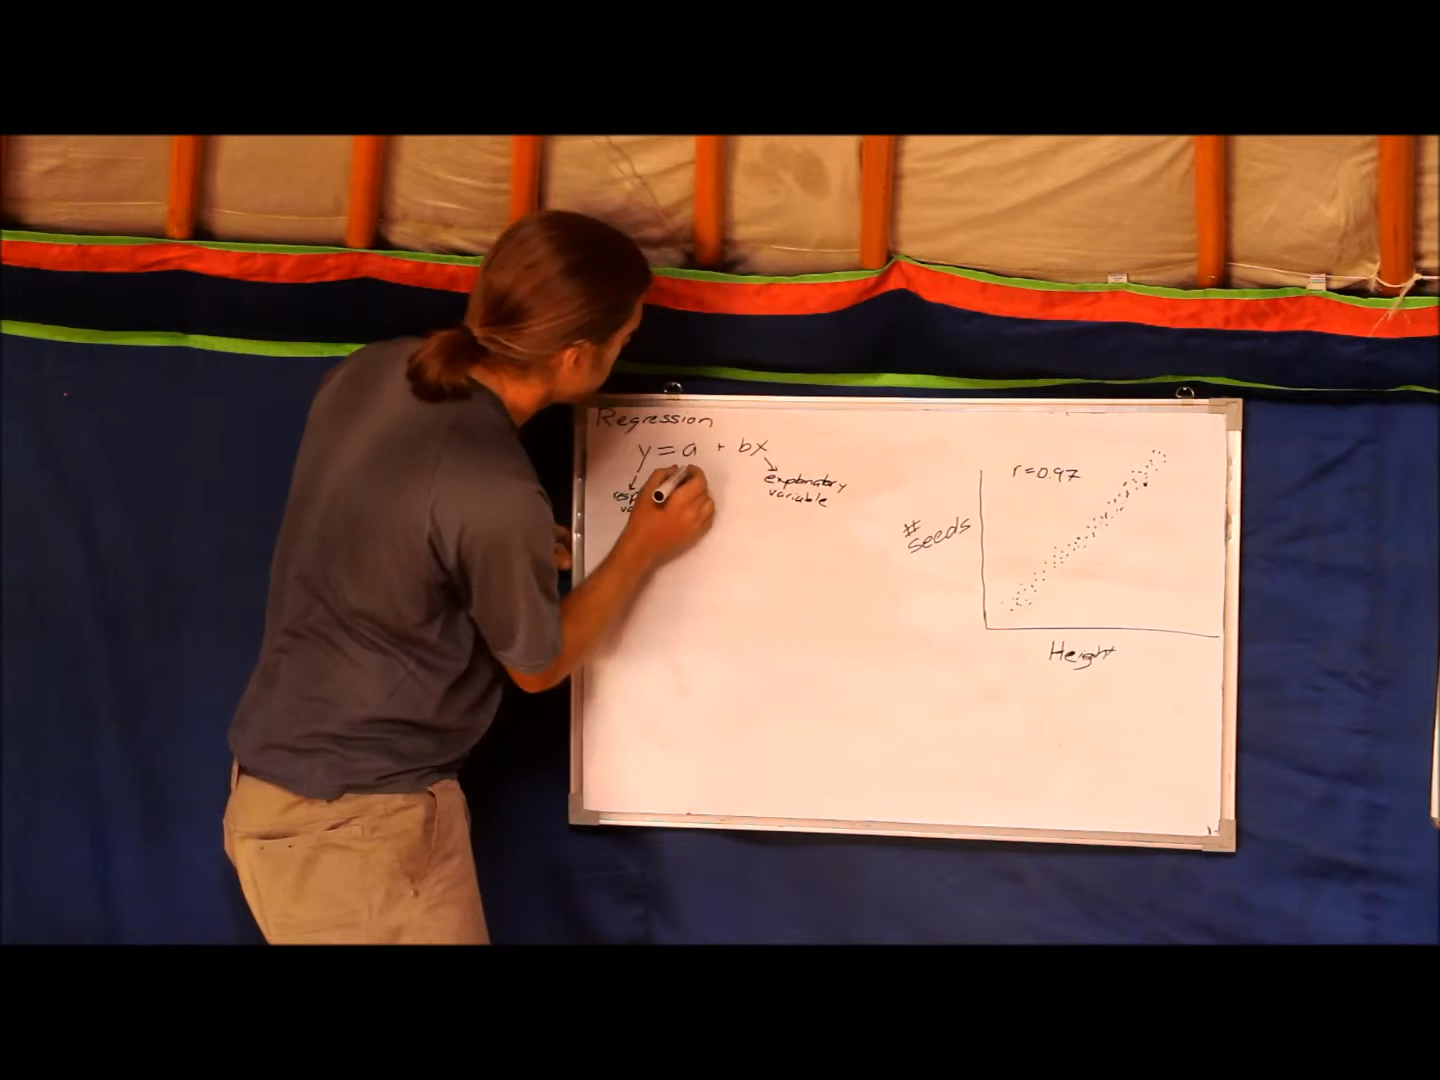 Regression
y = a + bx
explanatory
variable
r=0.97
#
seeds
Height